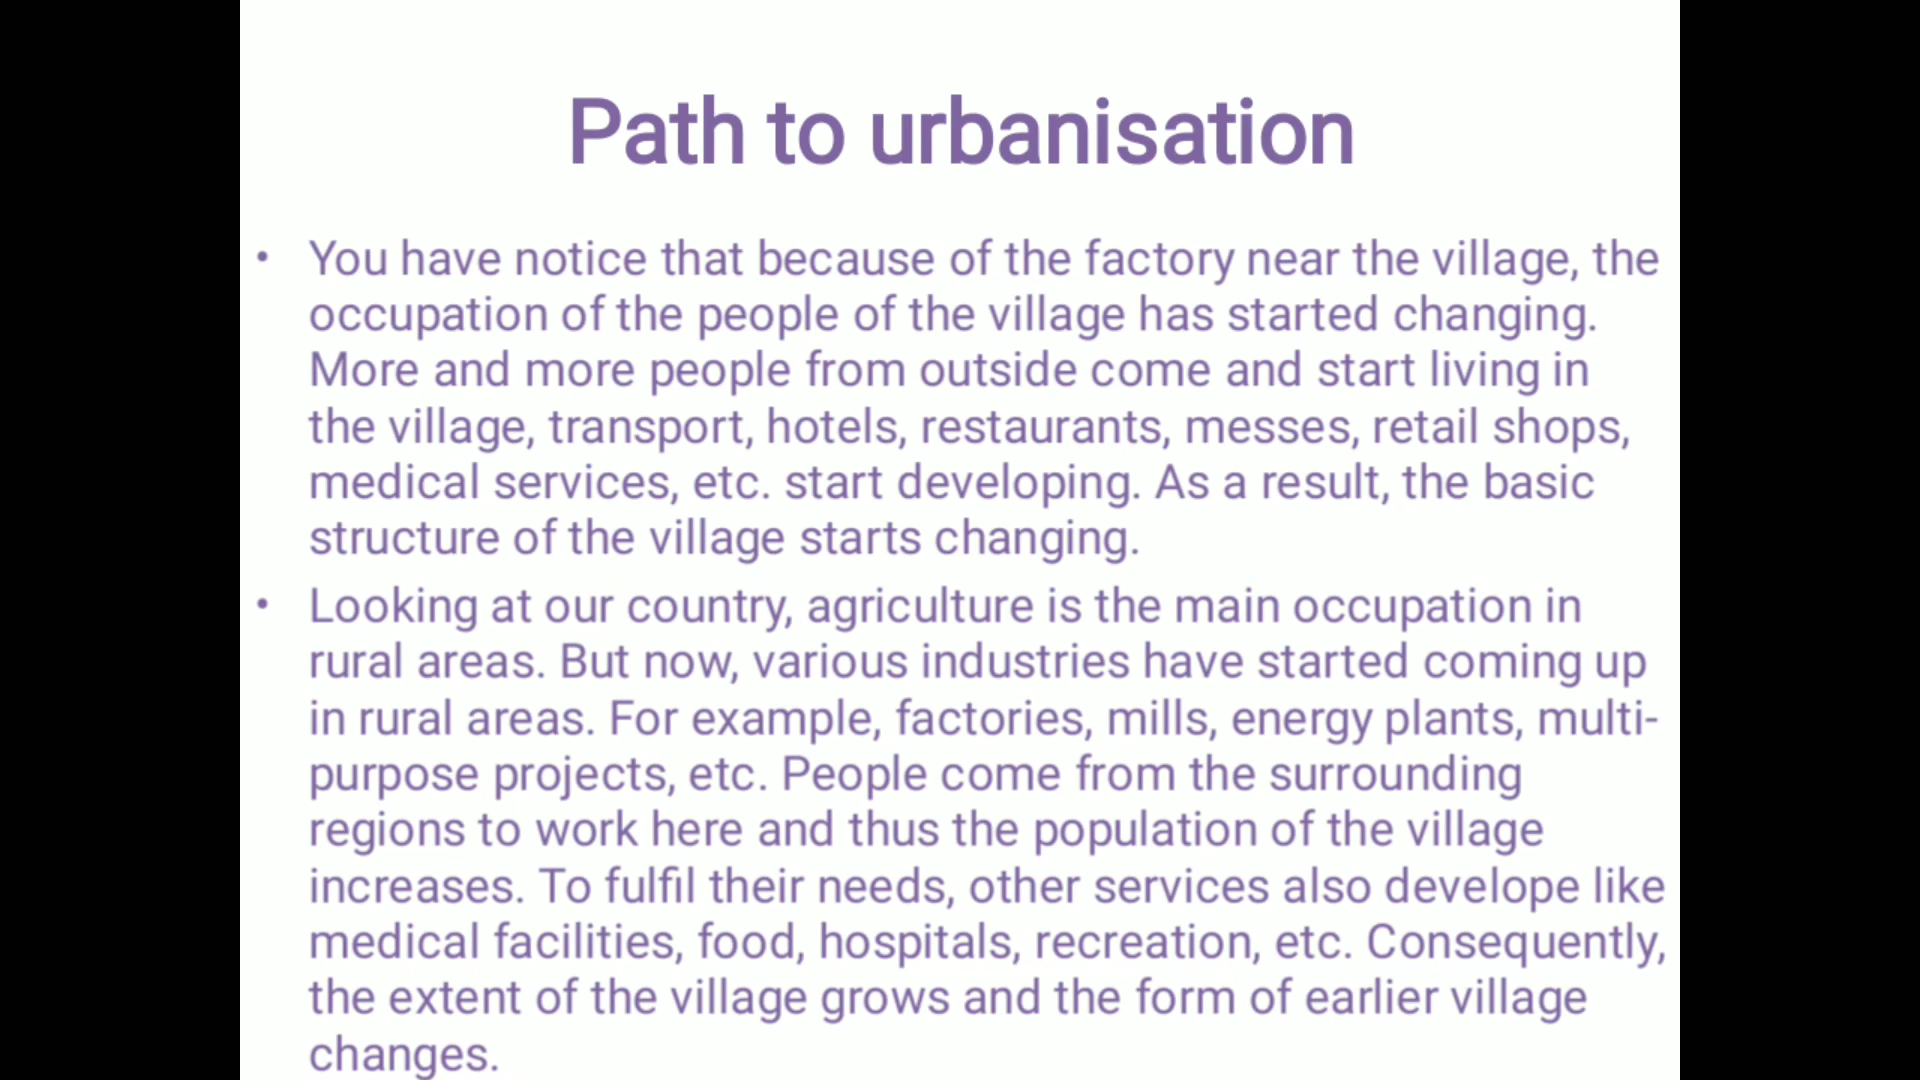 Path to urbanisation
• You have notice that because of the factory near the village, the
occupation of the people of the village has started changing.
More and more people from outside come and start living in
the village, transport, hotels, restaurants, messes, retail shops,
medical services, etc. start developing. As a result, the basic
structure of the village starts changing.
• Looking at our country, agriculture is the main occupation in
rural areas. But now, various industries have started coming up
in rural areas. For example, factories, mills, energy plants, multi-
purpose projects, etc. People come from the surrounding
regions to work here and thus the population of the village
increases. To fulfil their needs, other services also develope like
medical facilities, food, hospitals, recreation, etc. Consequently,
the extent of the village grows and the form of earlier village
changes.